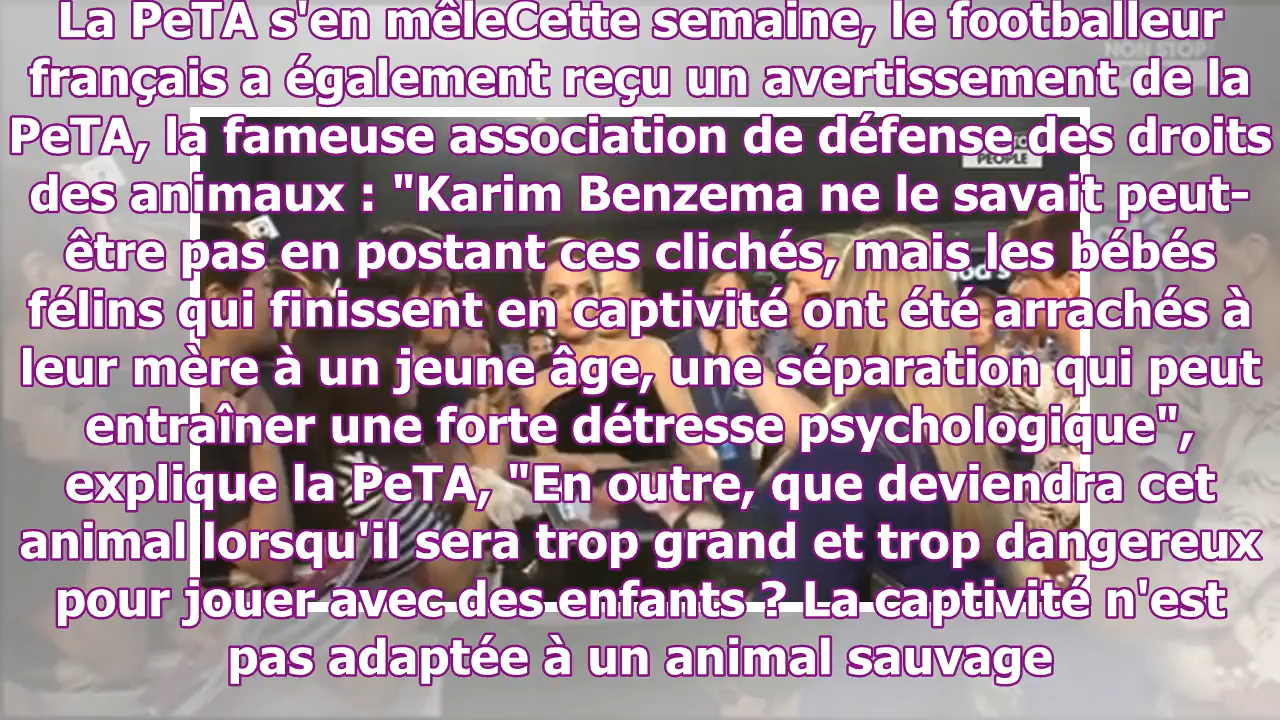 NON STOP
La PeTA s'en mêleCette semaine, le footballeur
français a également reçu un avertissement de la
PeTA, la fameuse association de défense des droits
PEOPLE
des animaux : "Karim Benzema ne le savait peut-
être pas en postant ces clichés, mais les bébés
félins qui finissent en captivité ont été arrachés à
leur mère à un jeune âge, une séparation qui peut
entraîner une forte détresse psychologique",
explique la PeTA, "En outre, que deviendra cet
animal lorsqu'il sera trop grand et trop dangereux
pour jouer avec des enfants ? La captivité n'est
pas adaptée à un animal sauvage